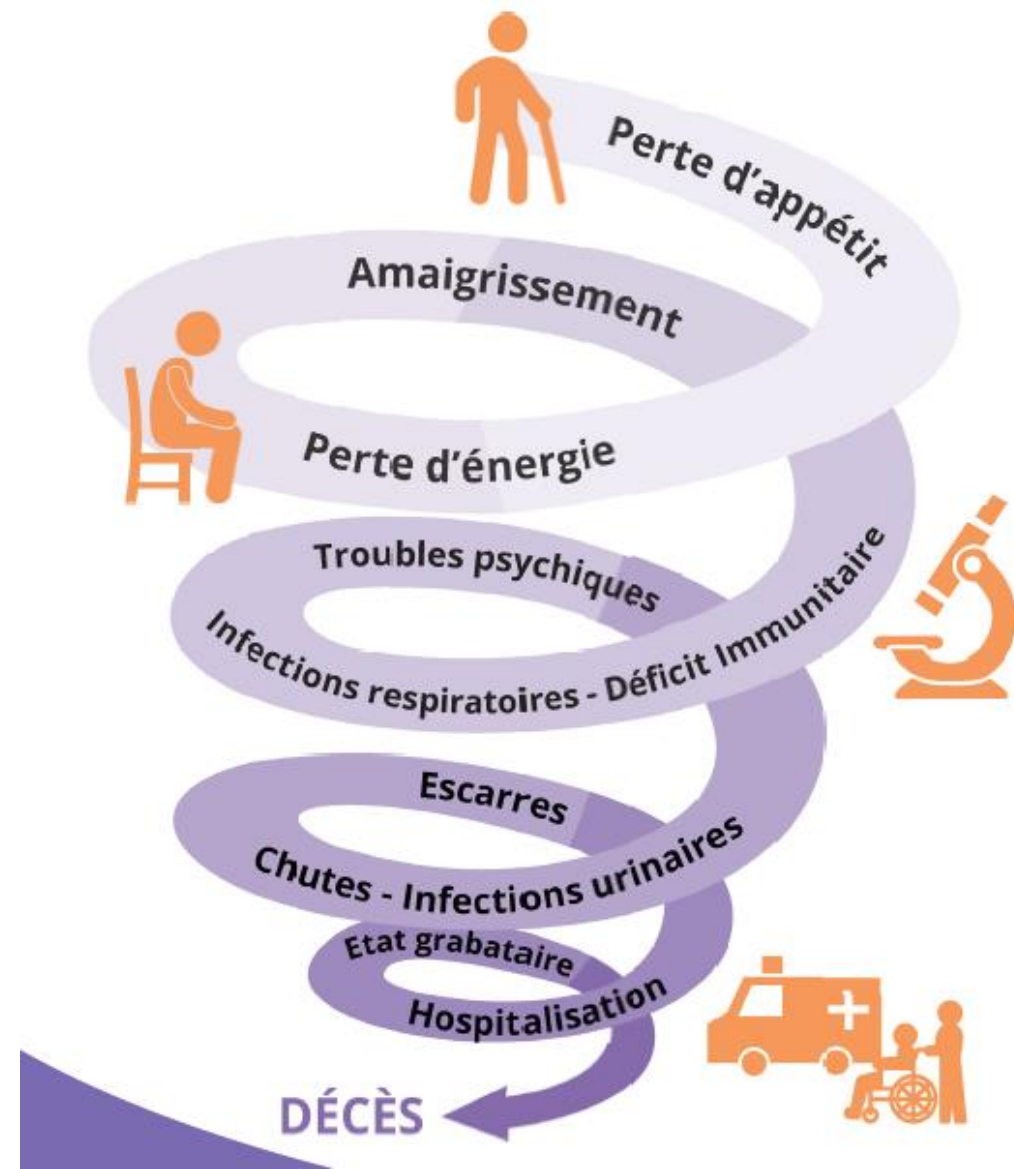 Perte d'appétit
Amaigrissement
Perte d'énergie
Troubles psychiques
Infections respiratoires - Déficit Immunitaire
Escarres
Chutes - Infections urinaires
Etat grabataire
Hospitalisation
DÉCÈS